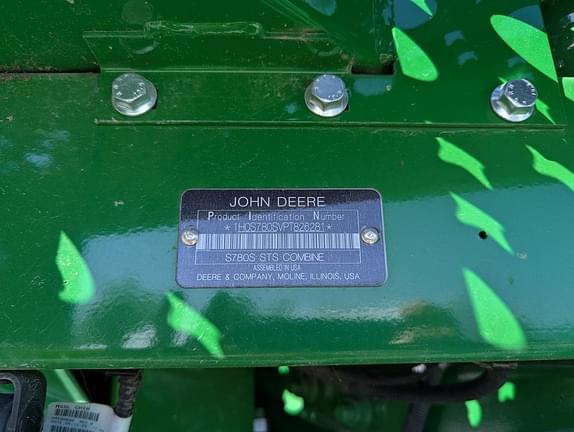 JOHN DEERE
Product Identification Number
*1H0S780SVPT826281*
S780S STS COMBINE
ASSEMBLED IN USA
DEERE & COMPANY, MOLINE, ILLINOIS, USA